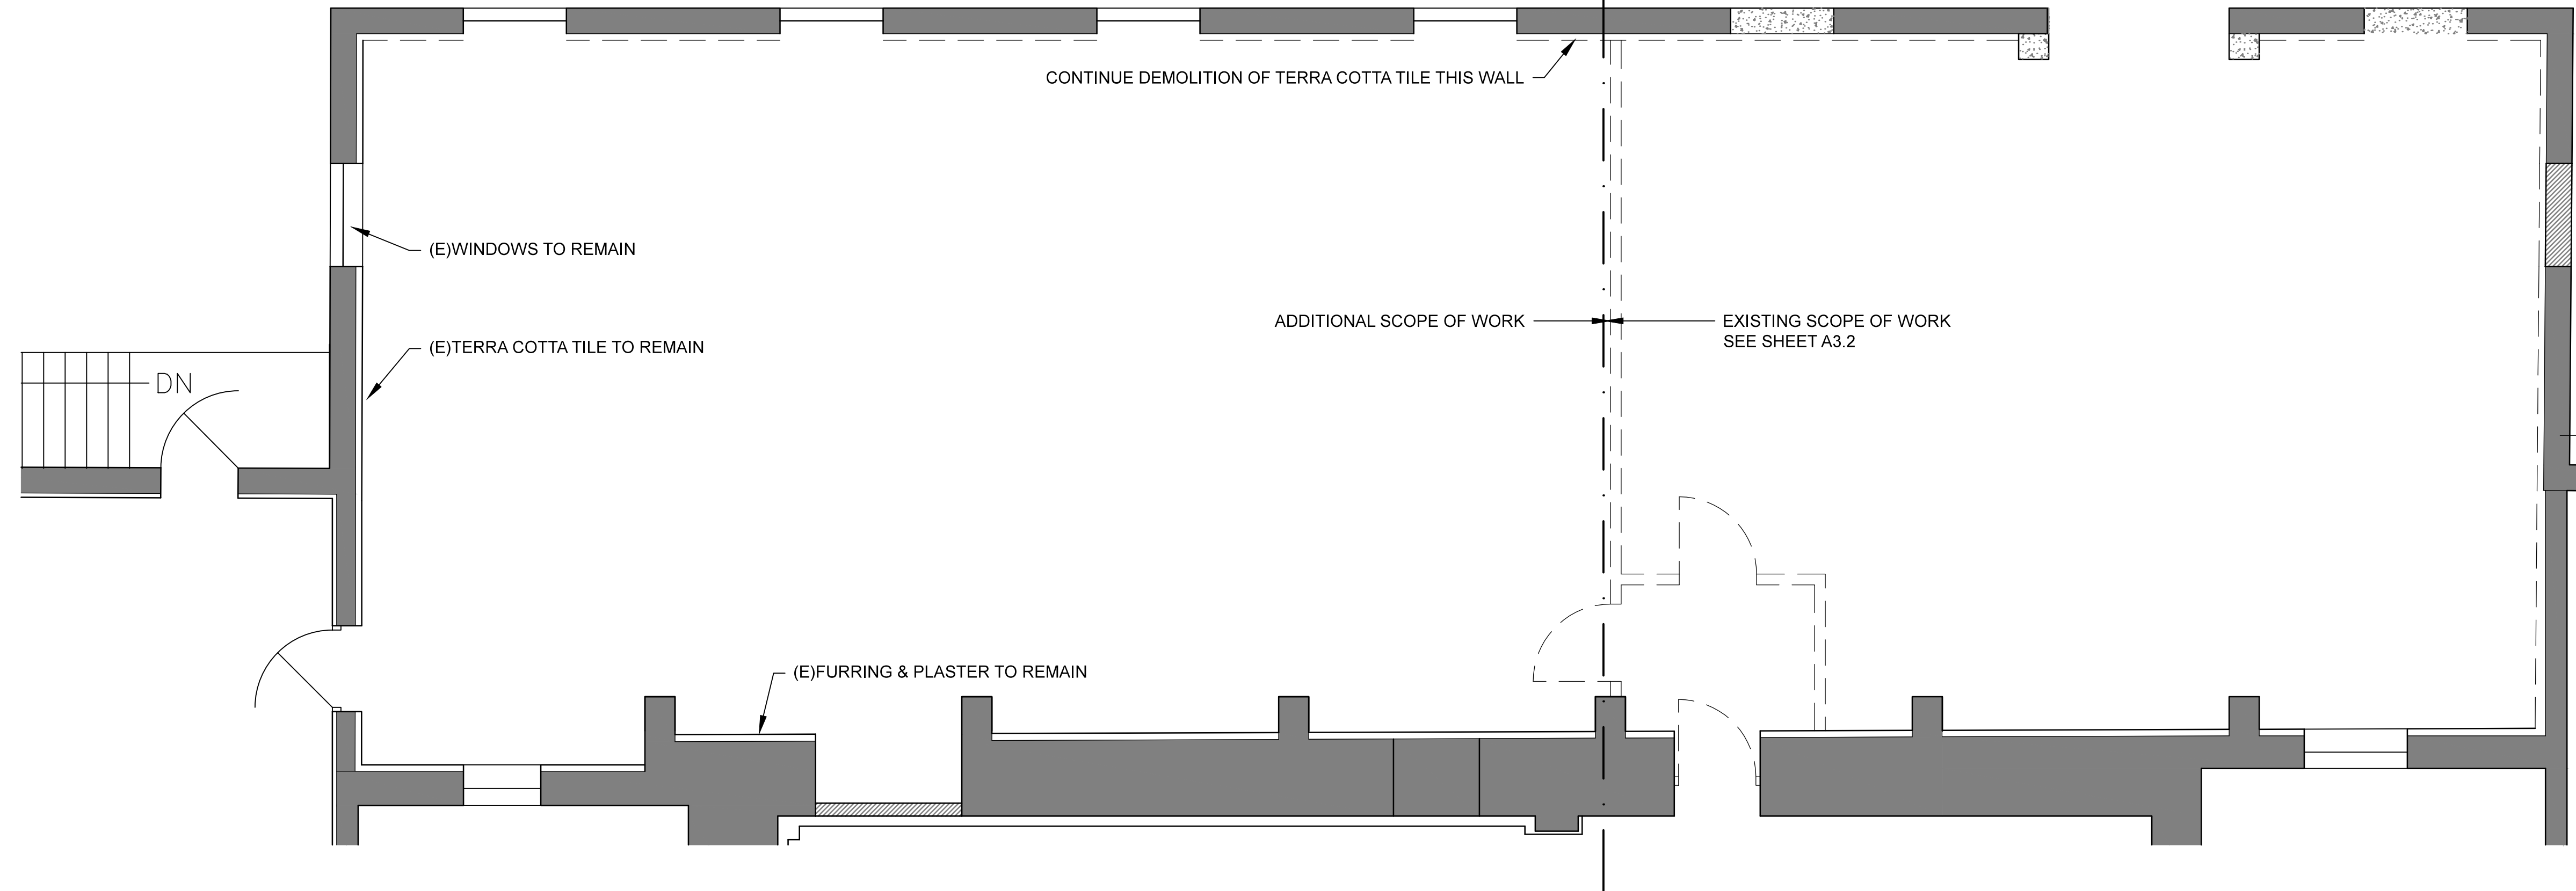 CONTINUE DEMOLITION OF TERRA COTTA TILE THIS WALL
(E)WINDOWS TO REMAIN
ADDITIONAL SCOPE OF WORK
EXISTING SCOPE OF WORK
SEE SHEET A3.2
(E)TERRA COTTA TILE TO REMAIN
DN
(E)FURRING & PLASTER TO REMAIN